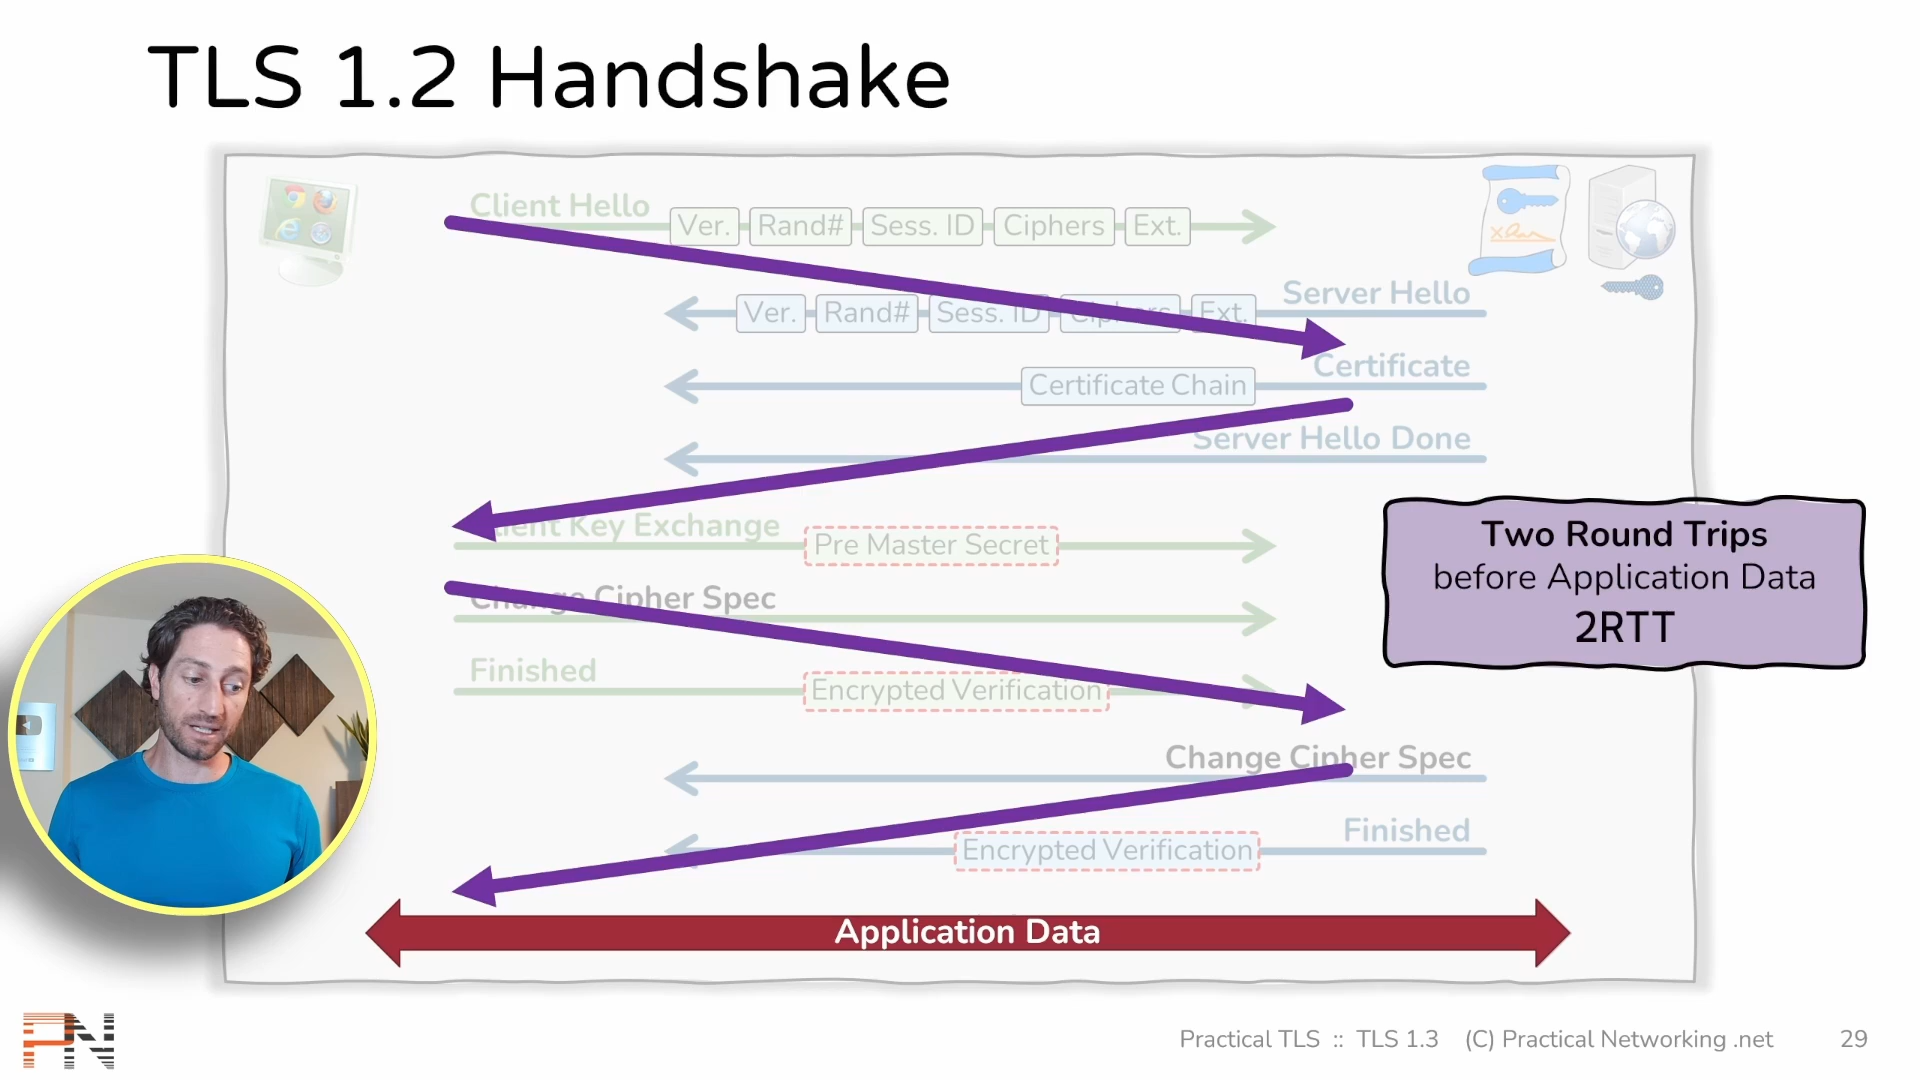 TLS 1.2 Handshake
Client Hello
Ver. Rand# Sess. ID Ciphers Ext.
Server Hello
Ver. Rand# Sess. ID Ciphers Ext.
Certificate
Certificate Chain
Server Hello Done
Client Key Exchange
Pre Master Secret
Change Cipher Spec
Finished
Encrypted Verification
Two Round Trips
before Application Data
2RTT
Change Cipher Spec
Finished
Encrypted Verification
Application Data
PN
Practical TLS :: TLS 1.3 (C) Practical Networking .net 29